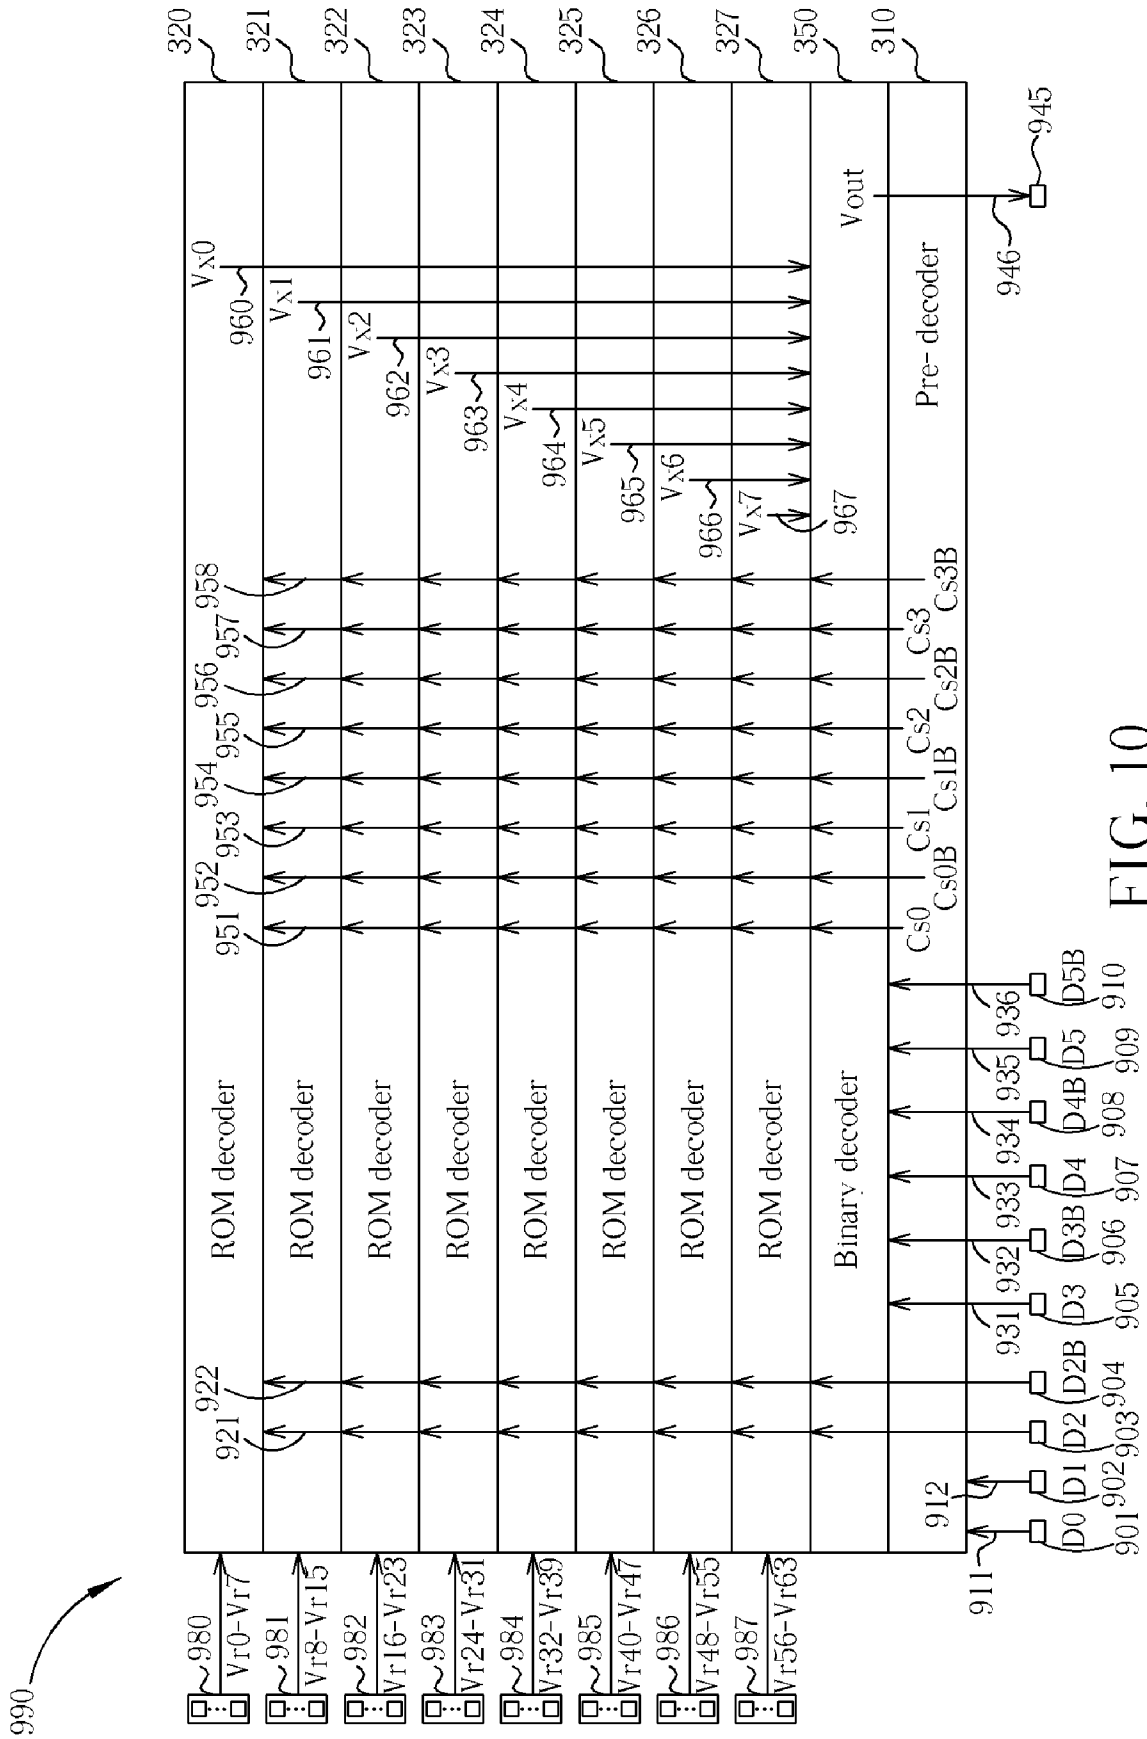 990
320
321
322
323
324
325
326
327
350
310
980
Vr0-Vr7
981
Vr8-Vr15
982
Vr16-Vr23
983
Vr24-Vr31
984
Vr32-Vr39
985
Vr40-Vr47
986
Vr48-Vr55
987
Vr56-Vr63
921
922
ROM decoder
ROM decoder
ROM decoder
ROM decoder
ROM decoder
ROM decoder
ROM decoder
ROM decoder
Binary decoder
Pre-decoder
951
952
953
954
955
956
957
958
Cs0
Cs0B
Cs1
Cs1B
Cs2
Cs2B
Cs3
Cs3B
Vx0
960
Vx1
961
Vx2
962
Vx3
963
Vx4
964
Vx5
965
Vx6
966
Vx7
967
Vout
946
945
911
912
931
932
933
934
935
936
D0
D1
D2
D2B
D3
D3B
D4
D4B
D5
D5B
901
902
903
904
905
906
907
908
909
910
FIG. 10